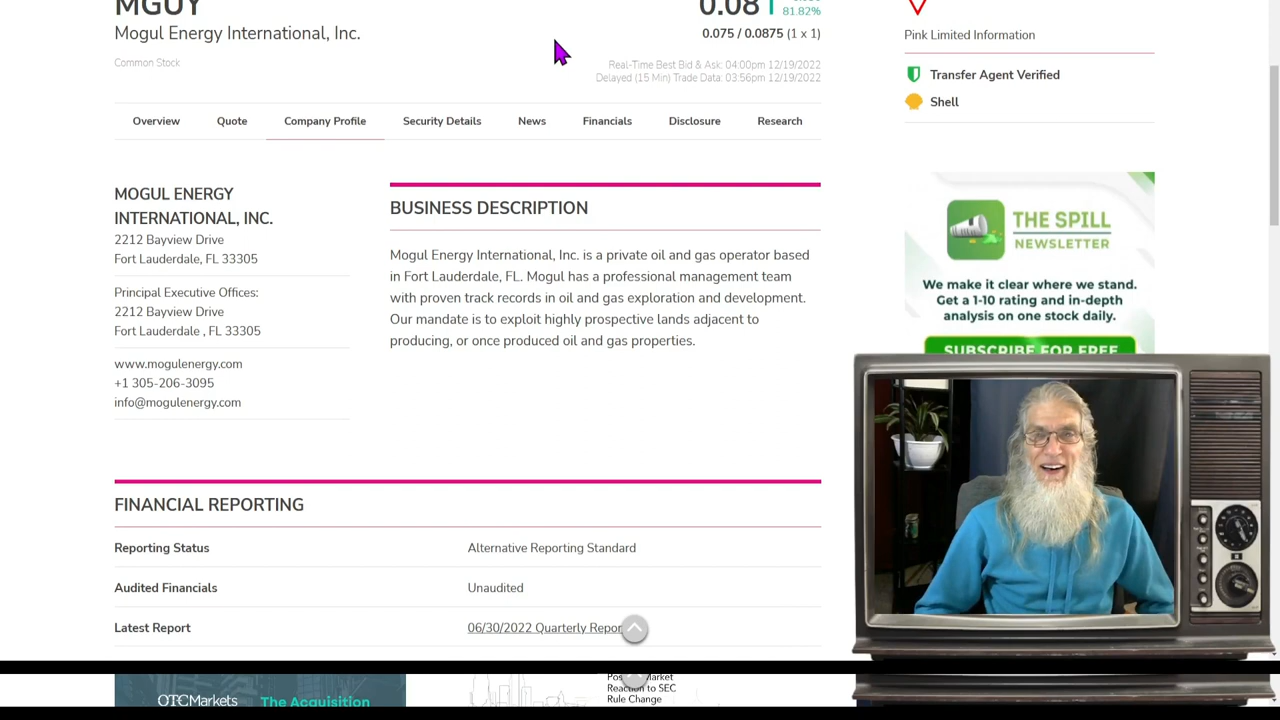 MGUY
Mogul Energy International, Inc.
Common Stock
0.08
81.82%
0.075 / 0.0875 (1 x 1)
Real-Time Best Bid & Ask: 04:00pm 12/19/2022
Delayed (15 Min) Trade Data: 03:56pm 12/19/2022
Pink Limited Information
Transfer Agent Verified
Shell
Overview Quote Company Profile Security Details News Financials Disclosure Research
MOGUL ENERGY
INTERNATIONAL, INC.
2212 Bayview Drive
Fort Lauderdale, FL 33305
Principal Executive Offices:
2212 Bayview Drive
Fort Lauderdale , FL 33305
www.mogulenergy.com
+1 305-206-3095
info@mogulenergy.com
BUSINESS DESCRIPTION
Mogul Energy International, Inc. is a private oil and gas operator based
in Fort Lauderdale, FL. Mogul has a professional management team
with proven track records in oil and gas exploration and development.
Our mandate is to exploit highly prospective lands adjacent to
producing, or once produced oil and gas properties.
THE SPILL
NEWSLETTER
We make it clear where we stand.
Get a 1-10 rating and in-depth
analysis on one stock daily.
SUBSCRIBE FOR FREE
FINANCIAL REPORTING
Reporting Status Alternative Reporting Standard
Audited Financials Unaudited
Latest Report 06/30/2022 Quarterly Repor
OTCMarkets The Acquisition
Market
Reaction to SEC
Rule Change